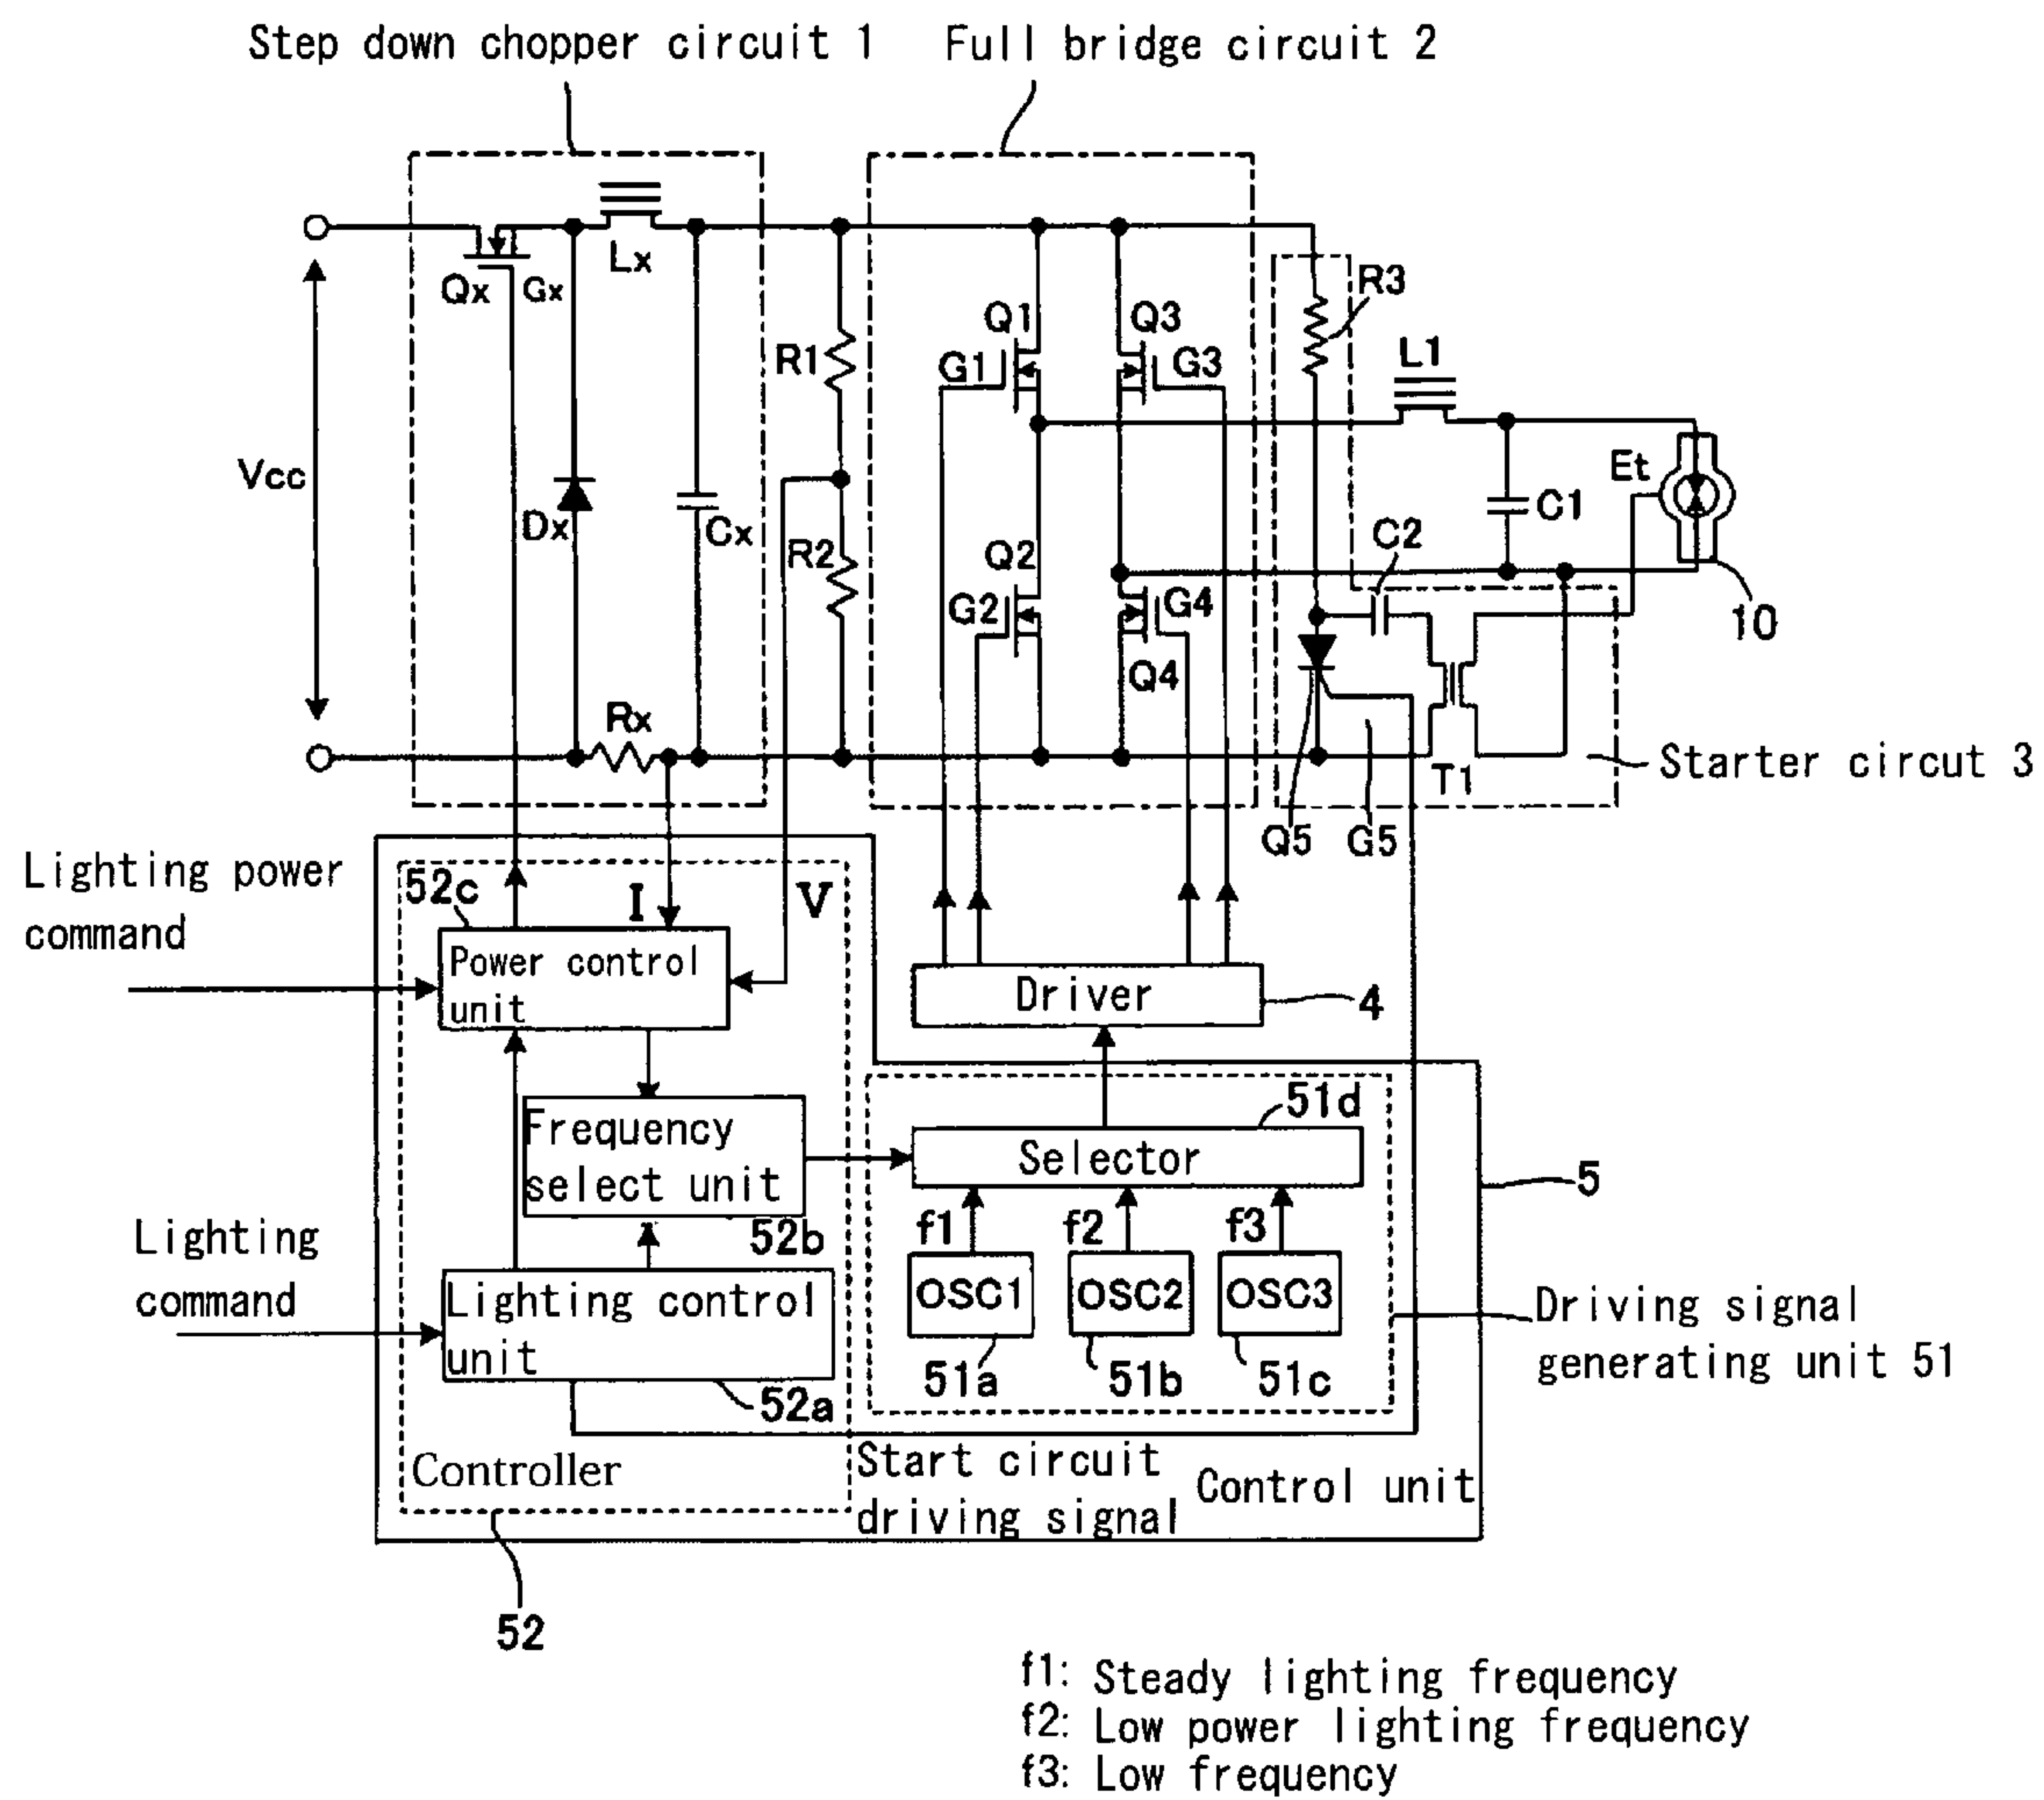 Step down chopper circuit 1
Full bridge circuit 2
Lx
Qx
Gx
R3
Q1
Q3
G1
G3
R1
L1
Vcc
Et
Dx
Cx
C1
R2
Q2
C2
G2
G4
10
Q4
Rx
T1
Starter circut 3
Q5
G5
Lighting power
command
52c
I
V
Power control
unit
Driver
4
51d
Frequency
select unit
Selector
5
52b
f1
f2
f3
Lighting
command
OSC1
OSC2
OSC3
Lighting control
unit
Driving signal
generating unit 51
51a
51b
51c
52a
Controller
Start circuit
driving signal
Control unit
52
f1: Steady lighting frequency
f2: Low power lighting frequency
f3: Low frequency